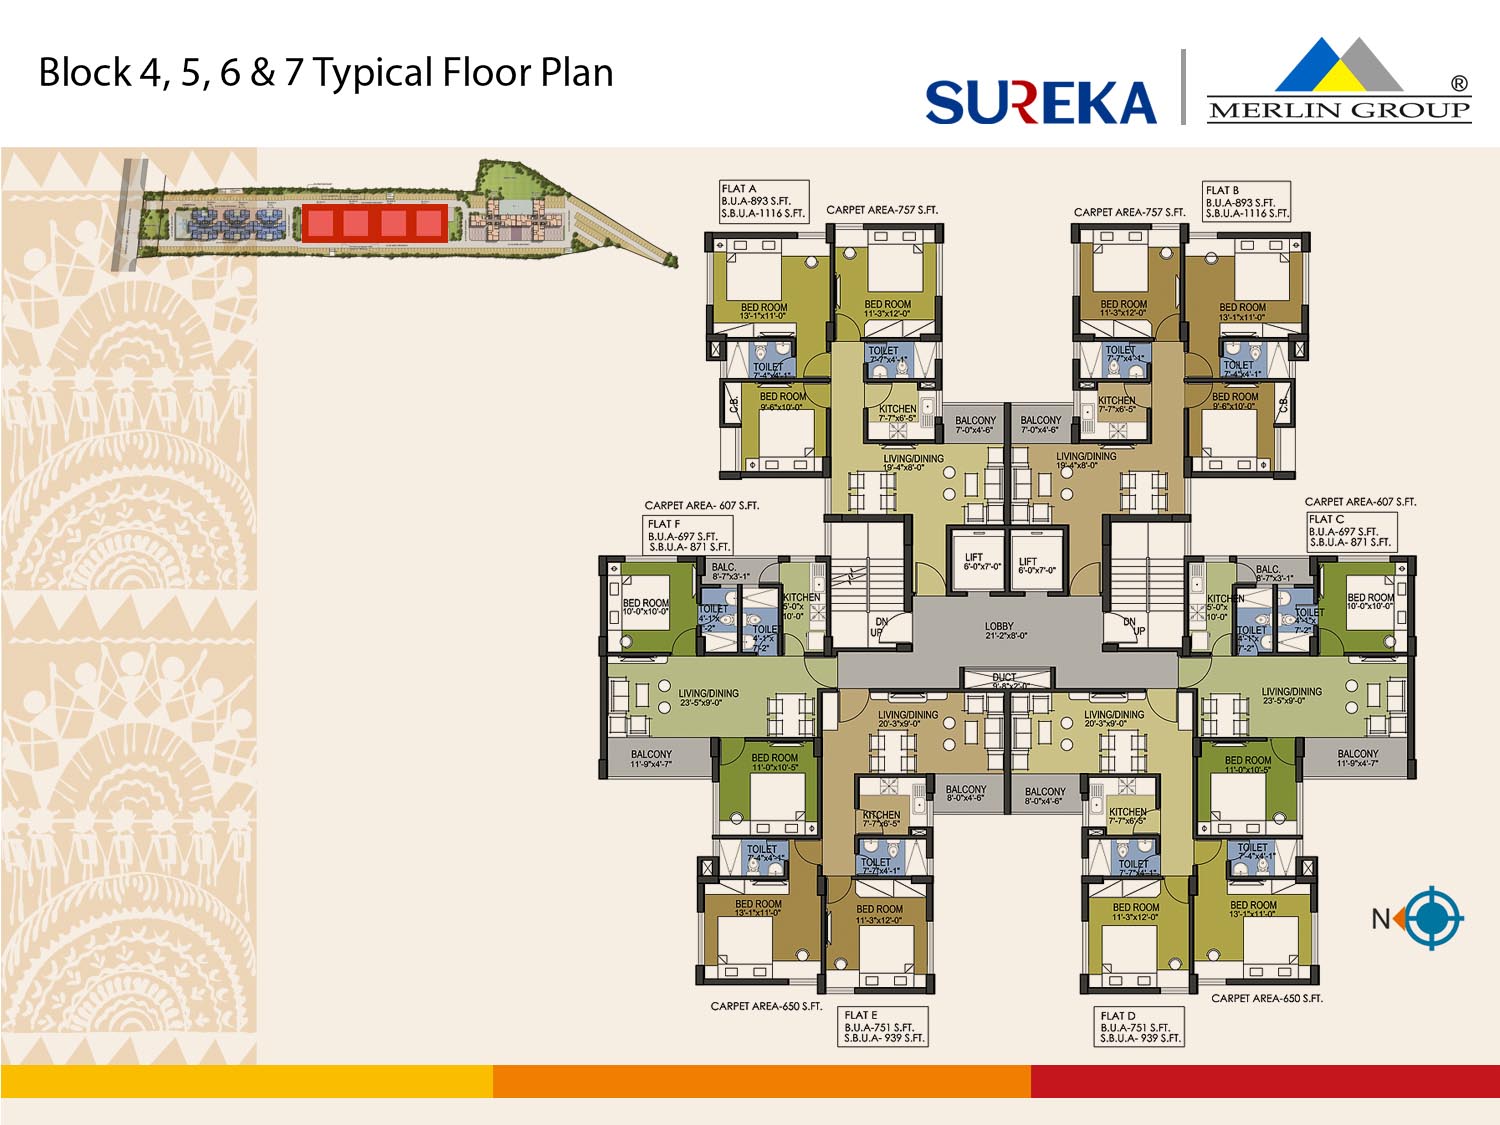 Block 4, 5, 6 & 7 Typical Floor Plan
SUREKA
MERLIN GROUP
®
FLAT A
B.U.A-893 S.FT.
S.B.U.A-1116 S.FT.
CARPET AREA-757 S.FT.
CARPET AREA-757 S.FT.
FLAT B
B.U.A-893 S.FT.
S.B.U.A-1116 S.FT.
BED ROOM
13'-1"x11'-0"
BED ROOM
11'-3"x12'-0"
BED ROOM
11'-3"x12'-0"
BED ROOM
13'-1"x11'-0"
TOILET
7'-4"x4'-1"
TOILET
7'-7"x4'-1"
TOILET
7'-7"x4'-1"
TOILET
7'-4"x4'-1"
C.B.
BED ROOM
9'-6"x10'-0"
KITCHEN
7'-7"x6'-5"
BALCONY
7'-0"x4'-6"
BALCONY
7'-0"x4'-6"
KITCHEN
7'-7"x6'-5"
BED ROOM
9'-6"x10'-0"
C.B.
LIVING/DINING
19'-4"x8'-0"
LIVING/DINING
19'-4"x8'-0"
CARPET AREA- 607 S.FT.
FLAT F
B.U.A-697 S.FT.
S.B.U.A- 871 S.FT.
CARPET AREA-607 S.FT.
FLAT C
B.U.A-697 S.FT.
S.B.U.A- 871 S.FT.
LIFT
6'-0"x7'-0"
LIFT
6'-0"x7'-0"
BALC.
8'-7"x3'-1"
BALC.
8'-7"x3'-1"
BED ROOM
10'-0"x10'-0"
TOILET
4'-1"x
7'-2"
TOILET
4'-1"x
7'-2"
KITCHEN
5'-0"x
10'-0"
DN
UP
LOBBY
21'-2"x8'-0"
DN
UP
KITCHEN
5'-0"x
10'-0"
TOILET
4'-1"x
7'-2"
TOILET
4'-1"x
7'-2"
BED ROOM
10'-0"x10'-0"
DUCT
9'-8"x2'-0"
LIVING/DINING
23'-5"x9'-0"
LIVING/DINING
20'-3"x9'-0"
LIVING/DINING
20'-3"x9'-0"
LIVING/DINING
23'-5"x9'-0"
BALCONY
11'-9"x4'-7"
BED ROOM
11'-0"x10'-5"
BALCONY
8'-0"x4'-6"
BALCONY
8'-0"x4'-6"
BED ROOM
11'-0"x10'-5"
BALCONY
11'-9"x4'-7"
KITCHEN
7'-7"x6'-5"
KITCHEN
7'-7"x6'-5"
TOILET
7'-4"x4'-1"
TOILET
7'-7"x4'-1"
TOILET
7'-7"x4'-1"
TOILET
7'-4"x4'-1"
BED ROOM
13'-1"x11'-0"
BED ROOM
11'-3"x12'-0"
BED ROOM
11'-3"x12'-0"
BED ROOM
13'-1"x11'-0"
N
CARPET AREA-650 S.FT.
FLAT E
B.U.A-751 S.FT.
S.B.U.A- 939 S.FT.
FLAT D
B.U.A-751 S.FT.
S.B.U.A- 939 S.FT.
CARPET AREA-650 S.FT.